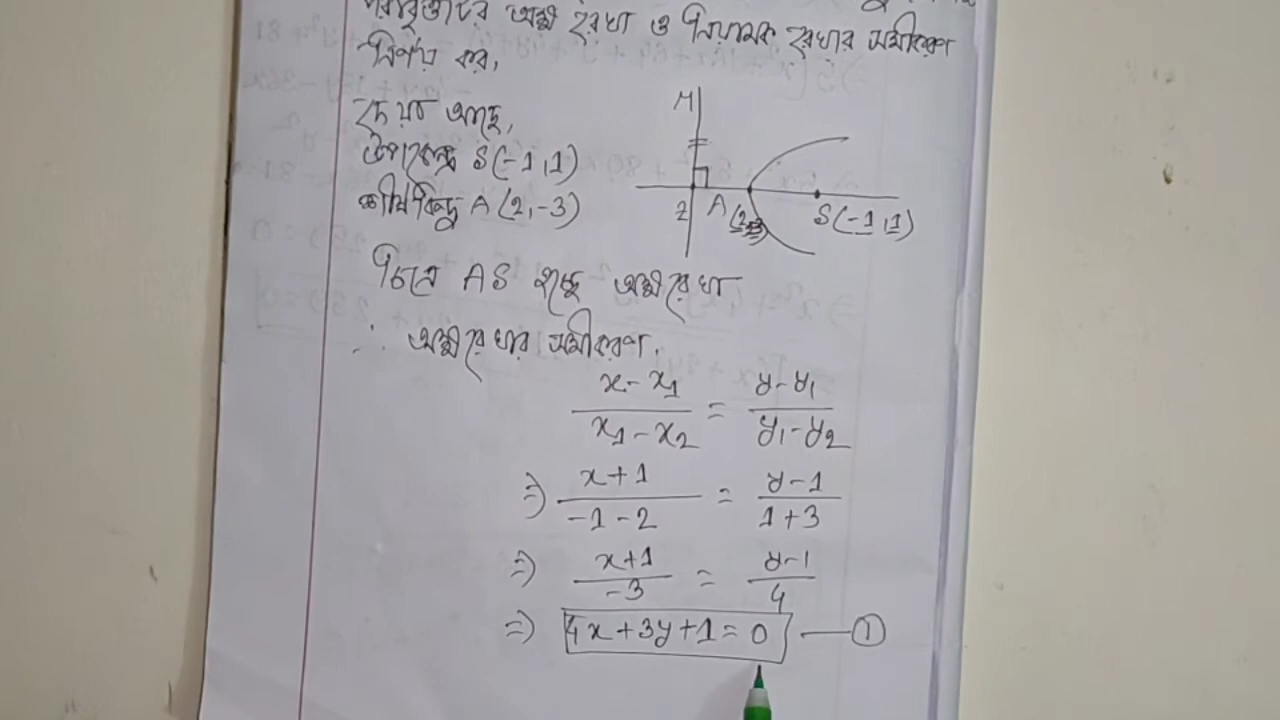 পরাবৃত্তটির অক্ষ রেখা ও নিয়ামক রেখার সমীকরণ
নির্ণয় কর,
দেয়া আছে,
উপকেন্দ্র S(-1,1)
শীর্ষবিন্দু A(2,-3)
M
Z
A
S(-1,1)
চিত্রে AS হচ্ছে অক্ষরেখা
∴ অক্ষরেখার সমীকরণ,
(x-x₁)/(x₁-x₂) = (y-y₁)/(y₁-y₂)
⇒ (x+1)/(-1-2) = (y-1)/(1+3)
⇒ (x+1)/(-3) = (y-1)/4
⇒ 4x+3y+1=0 —①